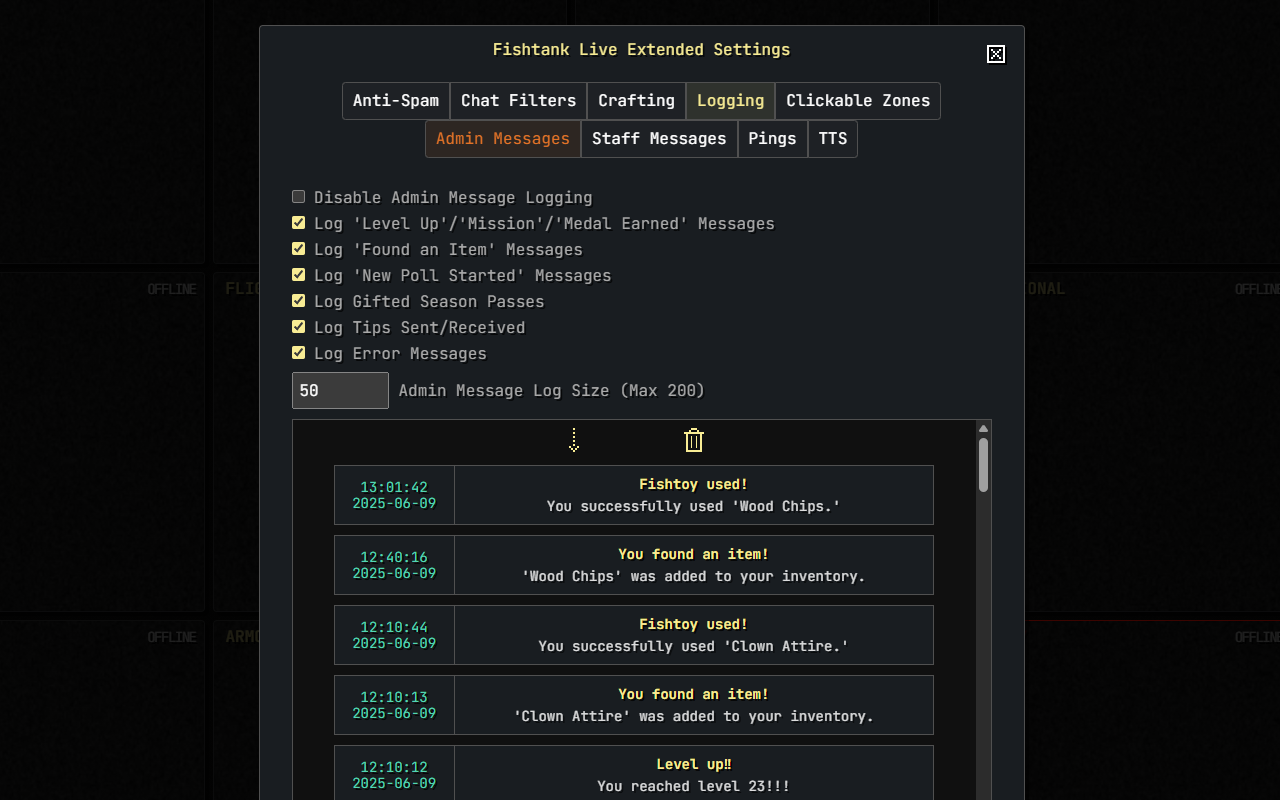 Fishtank Live Extended Settings
Anti-Spam Chat Filters Crafting Logging Clickable Zones
Admin Messages Staff Messages Pings TTS
Disable Admin Message Logging
Log 'Level Up'/'Mission'/'Medal Earned' Messages
Log 'Found an Item' Messages
OFFLINE FLIG ONAL OFFLINE
Log 'New Poll Started' Messages
Log Gifted Season Passes
Log Tips Sent/Received
Log Error Messages
50 Admin Message Log Size (Max 200)
13:01:42
2025-06-09
Fishtoy used!
You successfully used 'Wood Chips.'
12:40:16
2025-06-09
You found an item!
'Wood Chips' was added to your inventory.
12:10:44
2025-06-09
Fishtoy used!
You successfully used 'Clown Attire.'
OFFLINE ARMO OFFLINE
12:10:13
2025-06-09
You found an item!
'Clown Attire' was added to your inventory.
12:10:12
2025-06-09
Level up!!
You reached level 23!!!